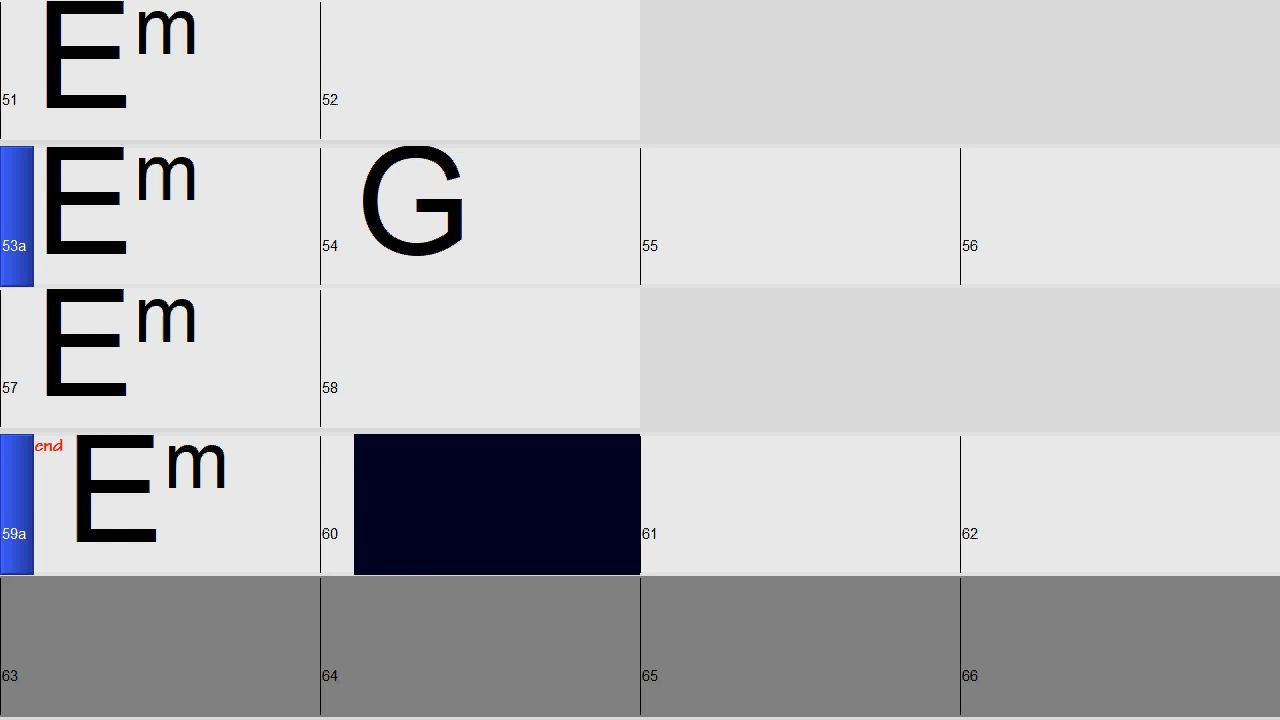 Em
51 52
Em G
53a 54 55 56
Em
57 58
end Em
59a 60 61 62
63 64 65 66